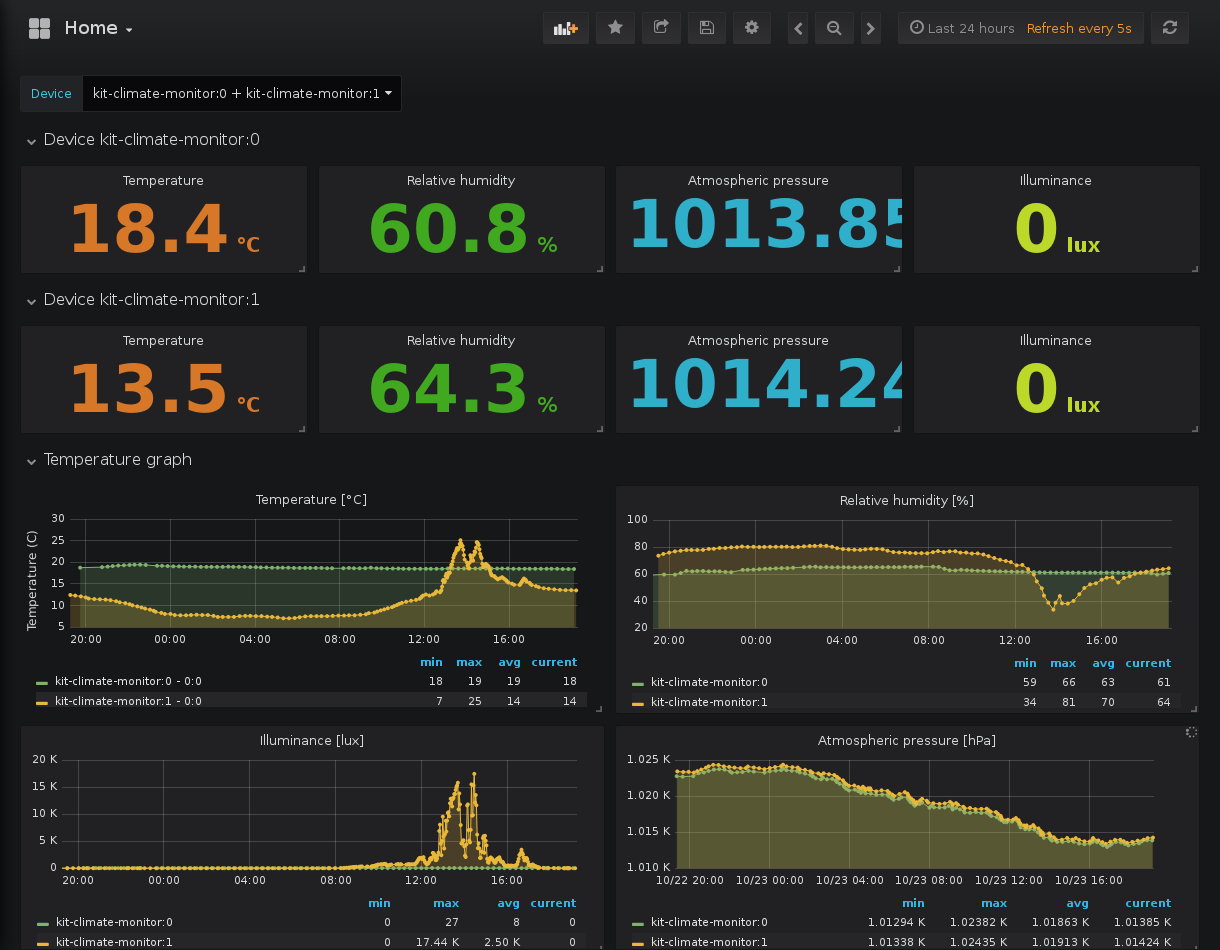 Home
Last 24 hours Refresh every 5s
Device kit-climate-monitor:0 + kit-climate-monitor:1
Device kit-climate-monitor:0
Temperature Relative humidity Atmospheric pressure Illuminance
18.4 °C 60.8 % 1013.85 0 lux
Device kit-climate-monitor:1
Temperature Relative humidity Atmospheric pressure Illuminance
13.5 °C 64.3 % 1014.24 0 lux
Temperature graph
Temperature [°C]
Temperature (C)
30
25
20
15
10
5
20:00 00:00 04:00 08:00 12:00 16:00
min max avg current
kit-climate-monitor:0 - 0:0 18 19 19 18
kit-climate-monitor:1 - 0:0 7 25 14 14
Relative humidity [%]
100
80
60
40
20
20:00 00:00 04:00 08:00 12:00 16:00
min max avg current
kit-climate-monitor:0 59 66 63 61
kit-climate-monitor:1 34 81 70 64
Illuminance [lux]
20 K
15 K
10 K
5 K
0
20:00 00:00 04:00 08:00 12:00 16:00
min max avg current
kit-climate-monitor:0 0 27 8 0
kit-climate-monitor:1 0 17.44 K 2.50 K 0
Atmospheric pressure [hPa]
1.025 K
1.020 K
1.015 K
1.010 K
10/22 20:00 10/23 00:00 10/23 04:00 10/23 08:00 10/23 12:00 10/23 16:00
min max avg current
kit-climate-monitor:0 1.01294 K 1.02382 K 1.01863 K 1.01385 K
kit-climate-monitor:1 1.01338 K 1.02435 K 1.01913 K 1.01424 K